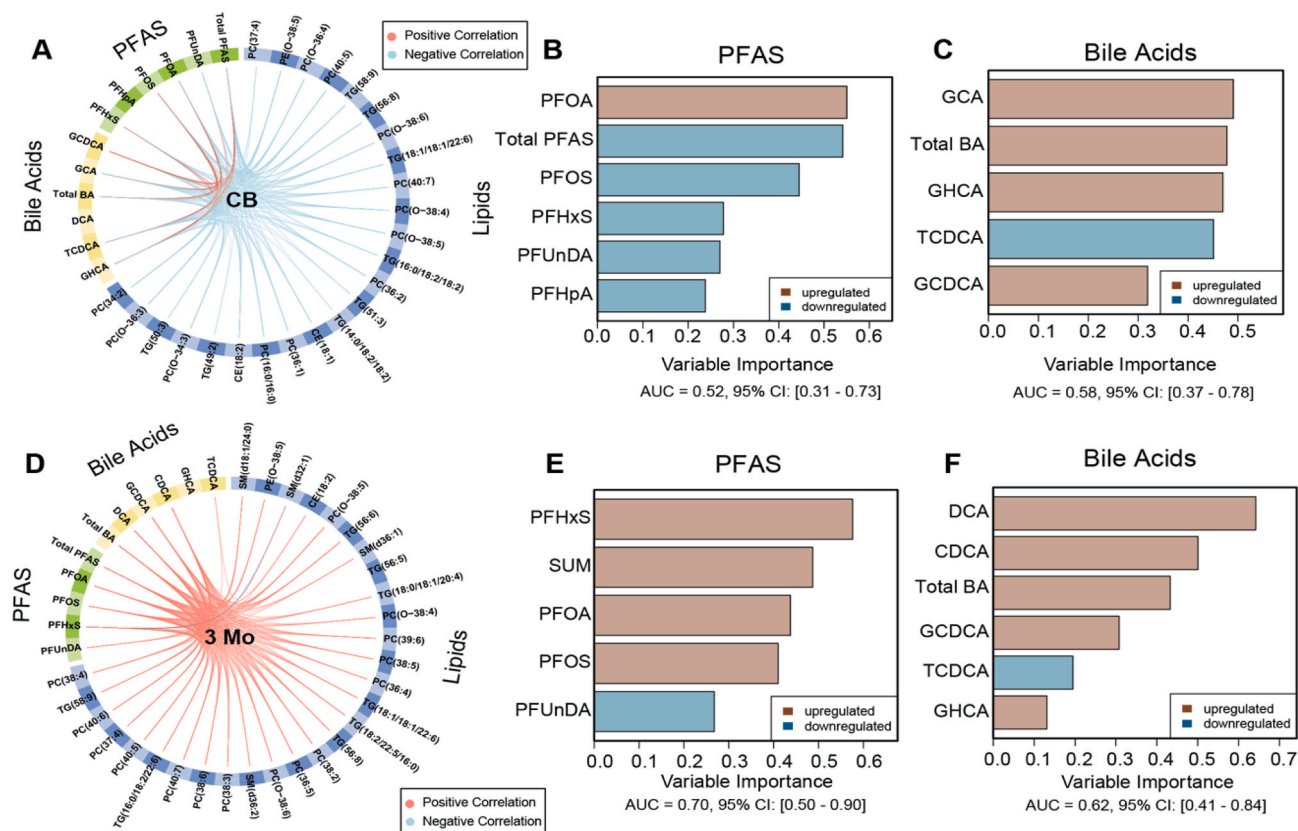 A
PFAS
Bile Acids
Lipids
CB
PFHxS
PFHpA
PFOS
PFOA
PFUnDA
Total PFAS
PC(37:4)
PE(O−38:5)
PC(O−36:4)
PC(40:5)
TG(58:9)
TG(56:8)
PC(O−38:6)
TG(18:1/18:1/22:6)
PC(40:7)
PC(O−38:4)
PC(O−38:5)
TG(16:0/18:2/18:2)
PC(36:2)
TG(51:3)
TG(14:0/18:2/18:2)
CE(18:1)
PC(36:1)
PC(16:0/16:0)
CE(18:2)
TG(49:2)
PC(O−34:3)
TG(50:3)
PC(O−36:3)
PC(34:2)
GHCA
TCDCA
DCA
Total BA
GCA
GCDCA
Positive Correlation
Negative Correlation
B
PFAS
PFOA
Total PFAS
PFOS
PFHxS
PFUnDA
PFHpA
upregulated
downregulated
0.0 0.1 0.2 0.3 0.4 0.5 0.6
Variable Importance
AUC = 0.52, 95% CI: [0.31 - 0.73]
C
Bile Acids
GCA
Total BA
GHCA
TCDCA
GCDCA
upregulated
downregulated
0.0 0.1 0.2 0.3 0.4 0.5
Variable Importance
AUC = 0.58, 95% CI: [0.37 - 0.78]
D
Bile Acids
PFAS
Lipids
3 Mo
Total BA
DCA
GCDCA
CDCA
GHCA
TCDCA
SM(d18:1/24:0)
PE(O−38:5)
SM(d32:1)
CE(18:2)
PC(O−38:5)
TG(56:6)
SM(d36:1)
TG(56:5)
TG(18:0/18:1/20:4)
PC(O−38:4)
PC(39:6)
PC(38:5)
PC(36:4)
TG(18:1/18:1/22:6)
TG(18:2/22:5/16:0)
TG(56:8)
PC(38:2)
PC(36:5)
PC(O−38:6)
SM(d38:2)
PC(38:3)
PC(38:6)
PC(40:7)
TG(16:0/18:2/22:6)
PC(40:5)
PC(37:4)
PC(40:6)
TG(58:9)
PC(38:4)
PFUnDA
PFHxS
PFOS
PFOA
Total PFAS
Positive Correlation
Negative Correlation
E
PFAS
PFHxS
SUM
PFOA
PFOS
PFUnDA
upregulated
downregulated
0.0 0.1 0.2 0.3 0.4 0.5 0.6
Variable Importance
AUC = 0.70, 95% CI: [0.50 - 0.90]
F
Bile Acids
DCA
CDCA
Total BA
GCDCA
TCDCA
GHCA
upregulated
downregulated
0.0 0.1 0.2 0.3 0.4 0.5 0.6 0.7
Variable Importance
AUC = 0.62, 95% CI: [0.41 - 0.84]